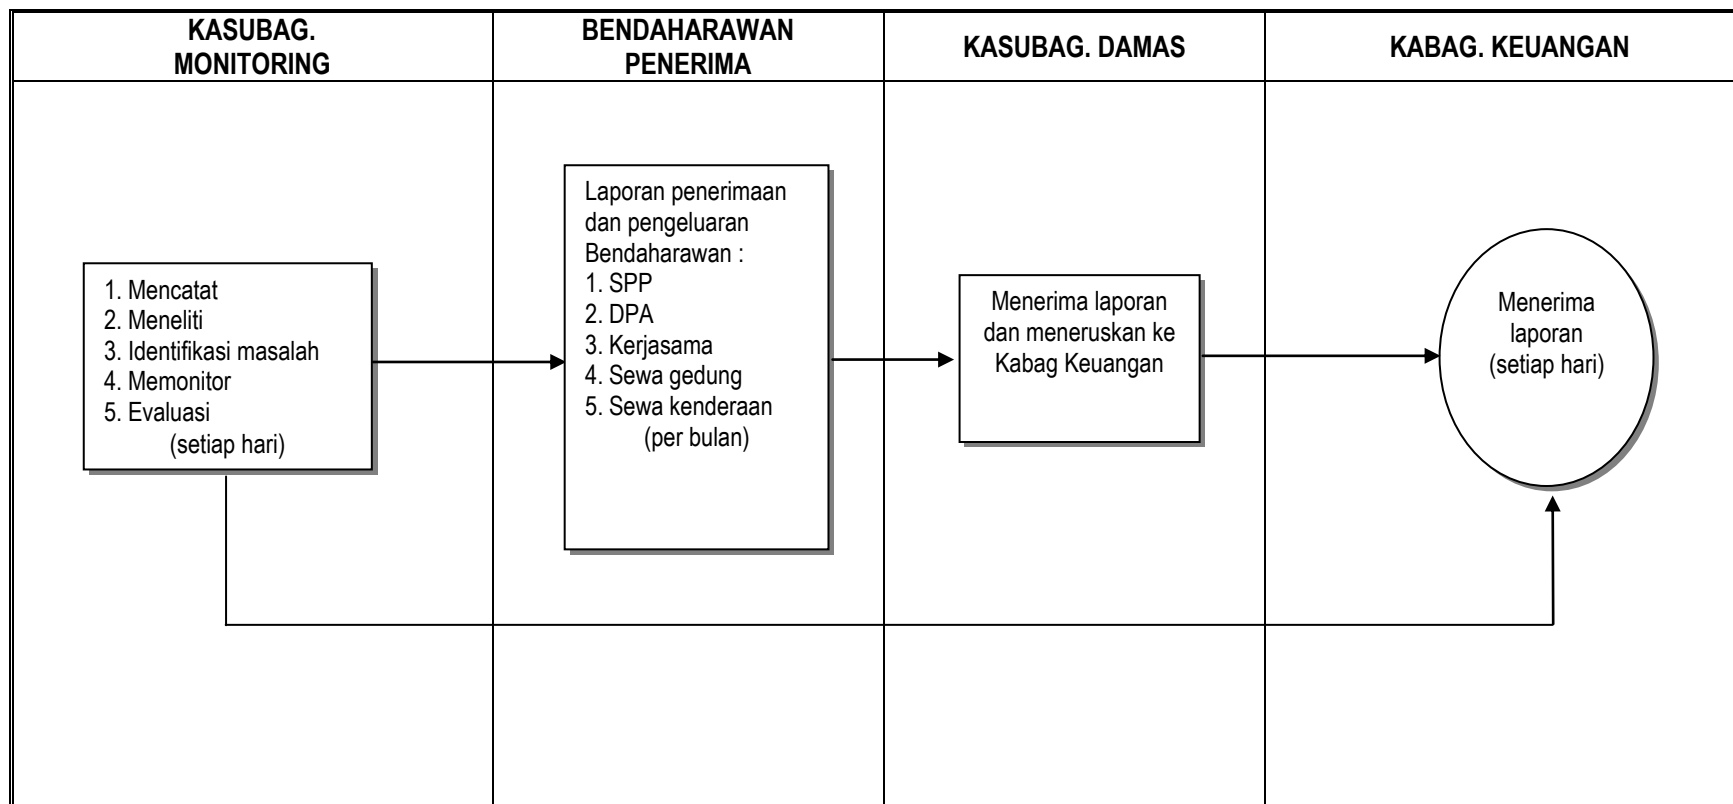 KASUBAG.
MONITORING
BENDAHARAWAN
PENERIMA
KASUBAG. DAMAS
KABAG. KEUANGAN
1. Mencatat
2. Meneliti
3. Identifikasi masalah
4. Memonitor
5. Evaluasi
(setiap hari)
Laporan penerimaan
dan pengeluaran
Bendaharawan :
1. SPP
2. DPA
3. Kerjasama
4. Sewa gedung
5. Sewa kenderaan
(per bulan)
Menerima laporan
dan meneruskan ke
Kabag Keuangan
Menerima
laporan
(setiap hari)